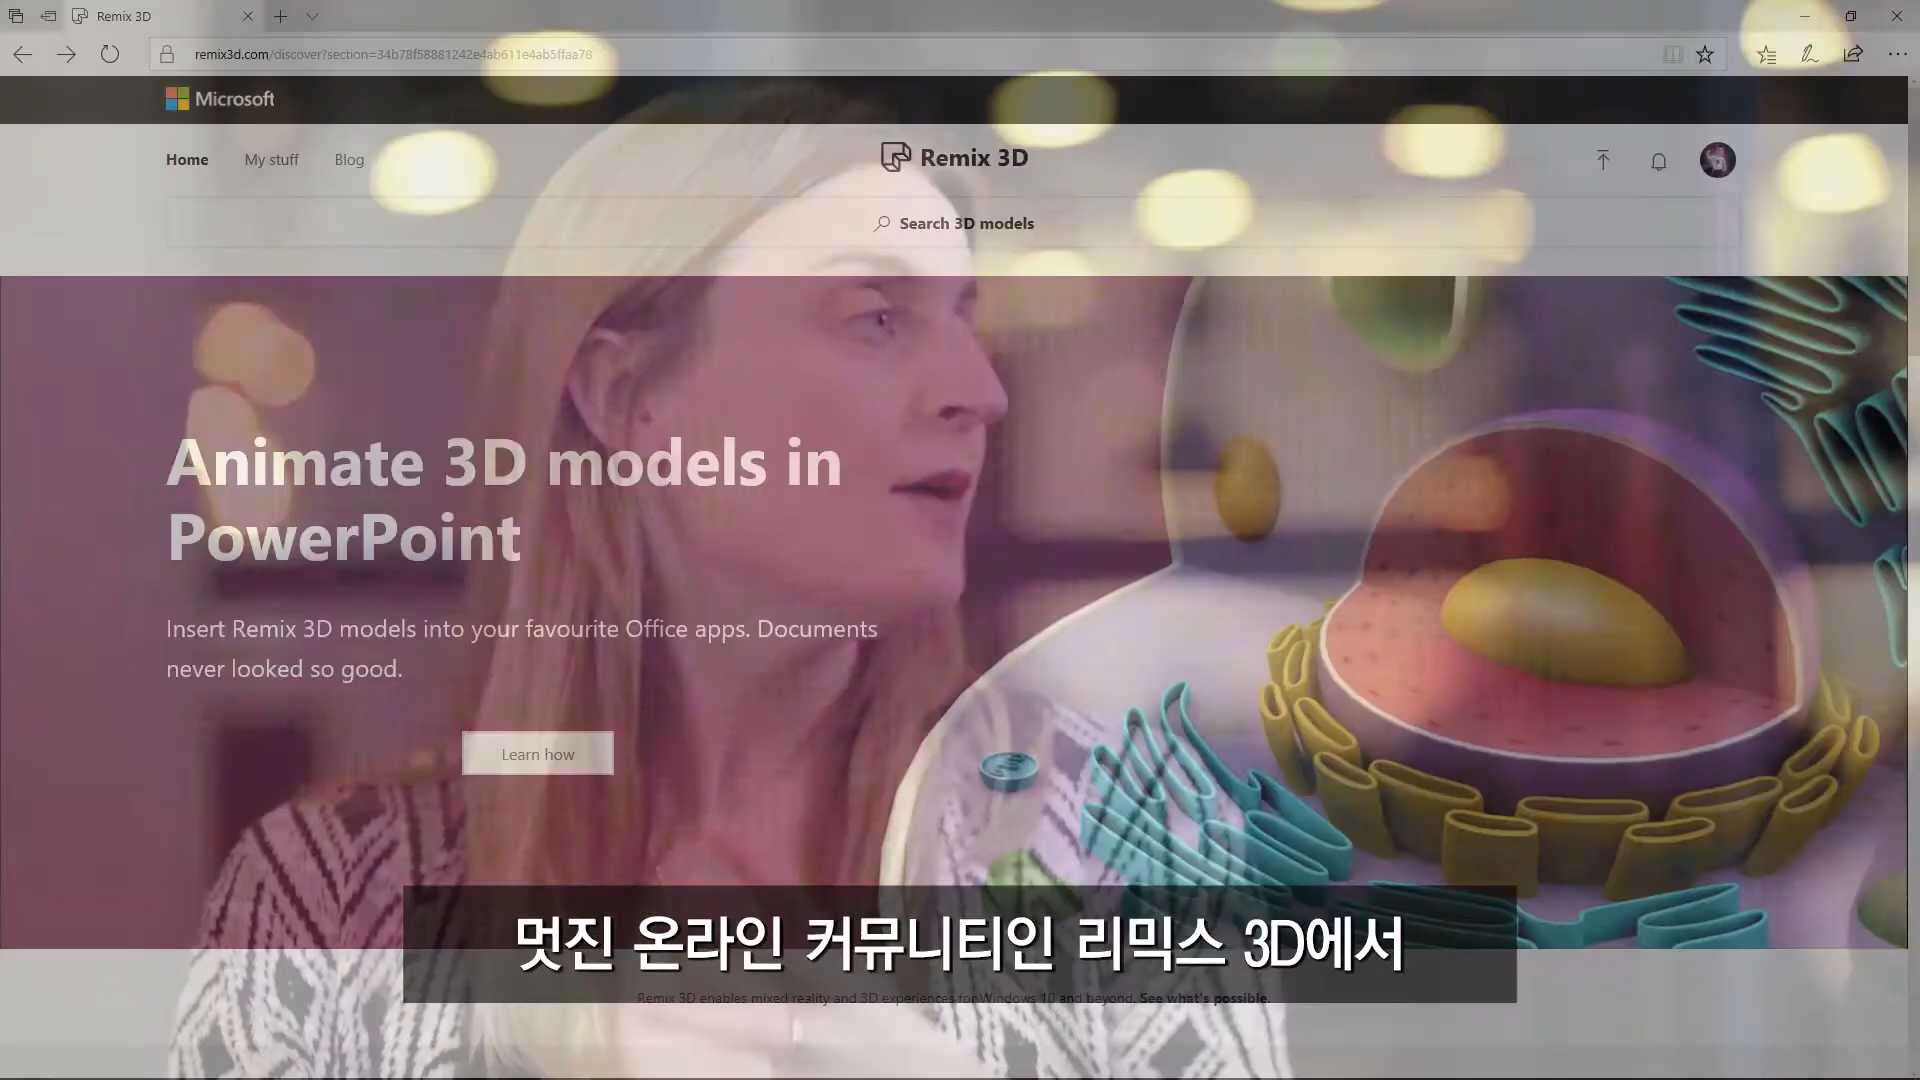 Remix 3D
remix3d.com/discover?section=34b78f58881242e4ab611e4ab5ffaa78
Microsoft
Home My stuff Blog
Remix 3D
Search 3D models
Animate 3D models in
PowerPoint
Insert Remix 3D models into your favourite Office apps. Documents
never looked so good.
Learn how
멋진 온라인 커뮤니티인 리믹스 3D에서
Remix 3D enables mixed reality and 3D experiences for Windows 10 and beyond. See what's possible.